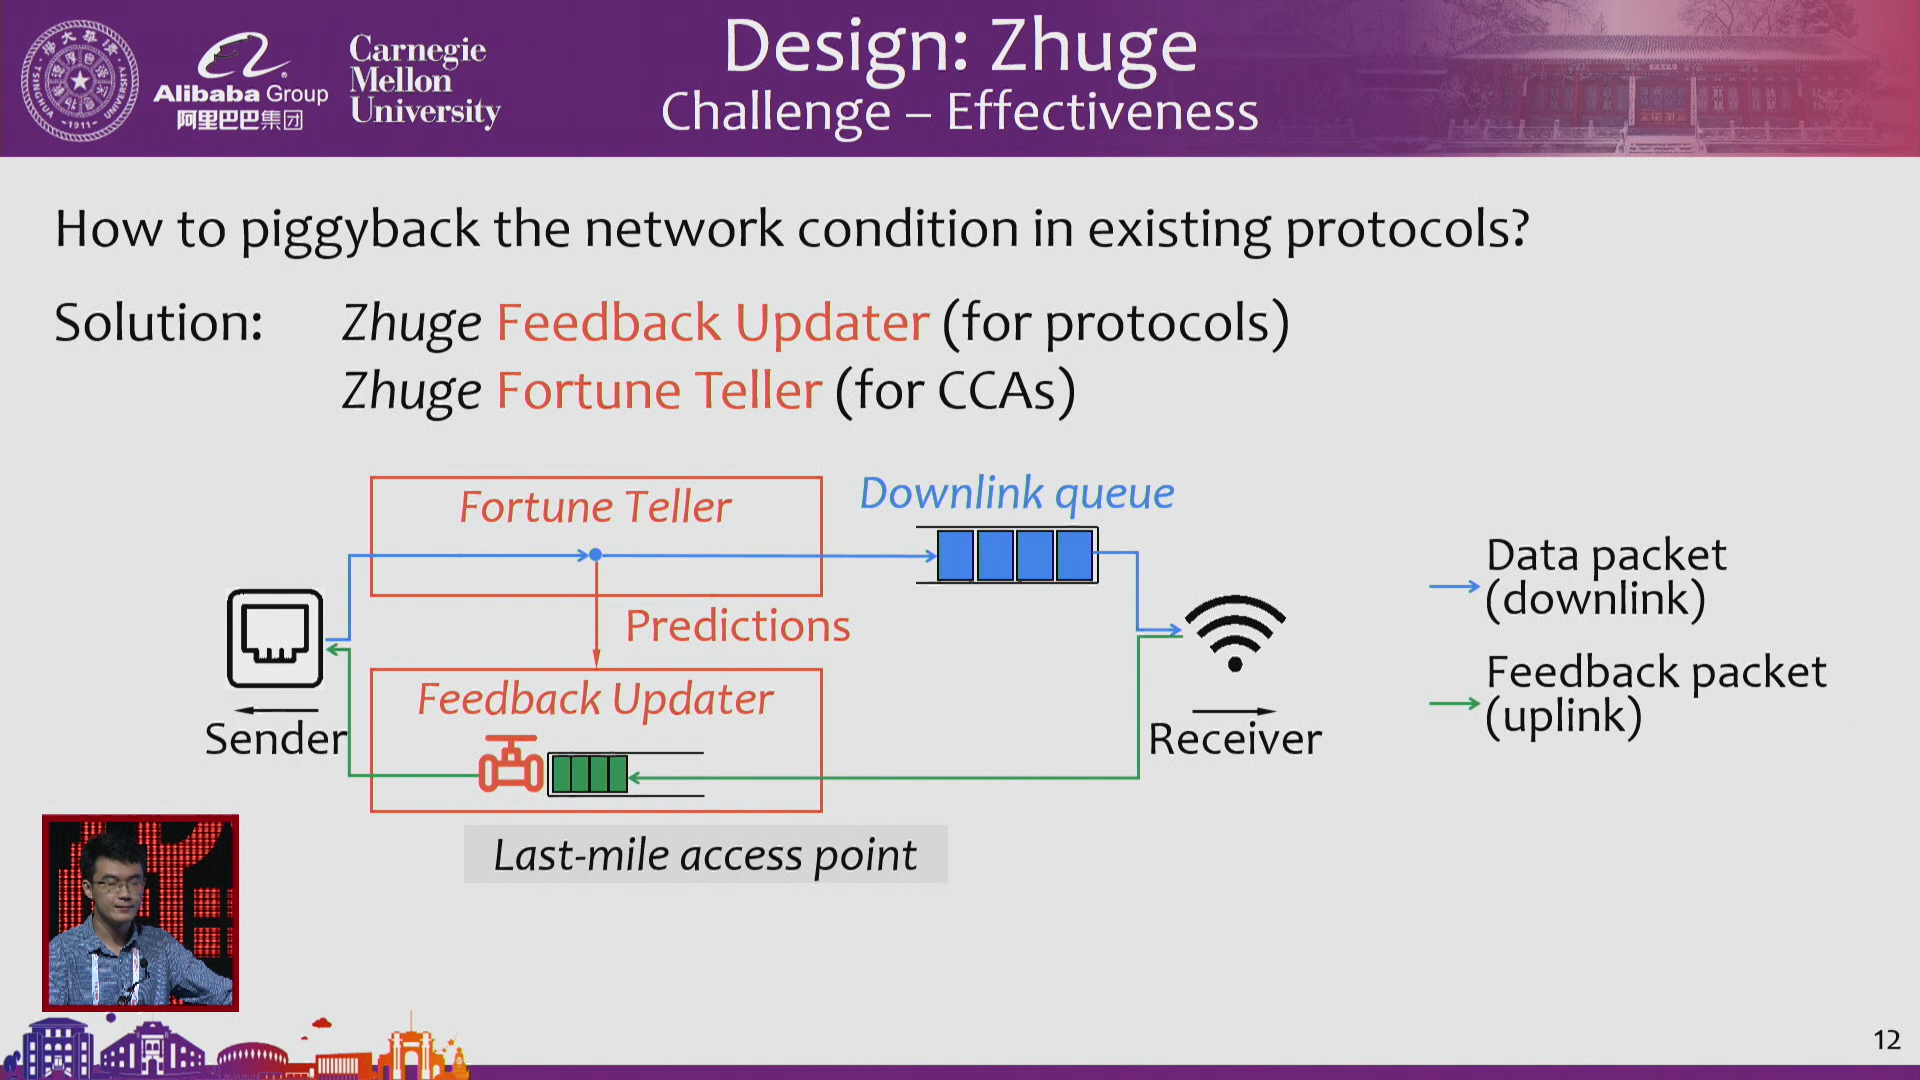 Alibaba Group
阿里巴巴集团
Carnegie
Mellon
University
Design: Zhuge
Challenge – Effectiveness
How to piggyback the network condition in existing protocols?
Solution: Zhuge Feedback Updater (for protocols)
Zhuge Fortune Teller (for CCAs)
Fortune Teller
Downlink queue
Predictions
Feedback Updater
Sender
Receiver
Data packet
(downlink)
Feedback packet
(uplink)
Last-mile access point
12